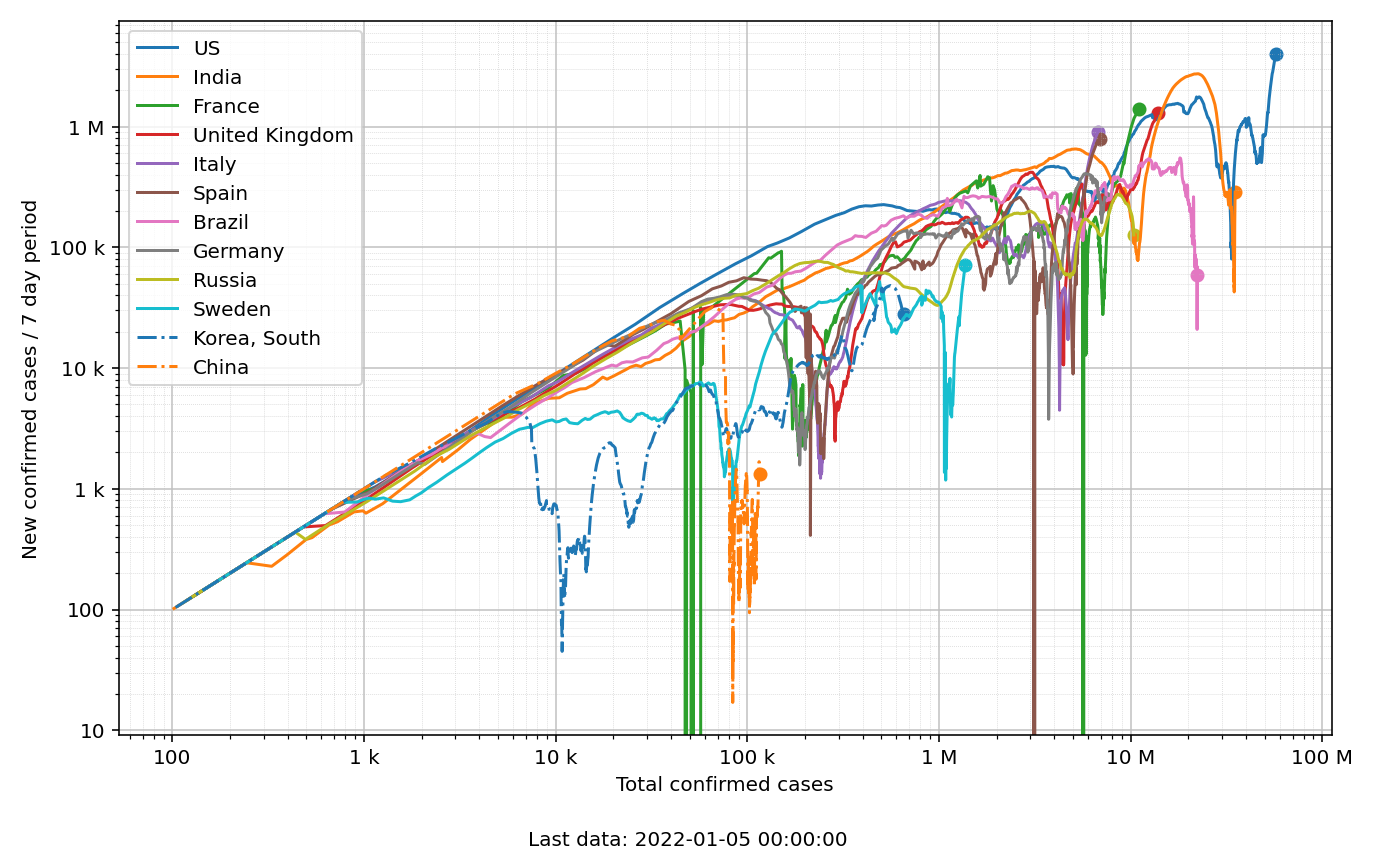 US
India
France
United Kingdom
Italy
Spain
Brazil
Germany
Russia
Sweden
Korea, South
China
New confirmed cases / 7 day period
1 M
100 k
10 k
1 k
100
10
100
1 k
10 k
100 k
1 M
10 M
100 M
Total confirmed cases
Last data: 2022-01-05 00:00:00